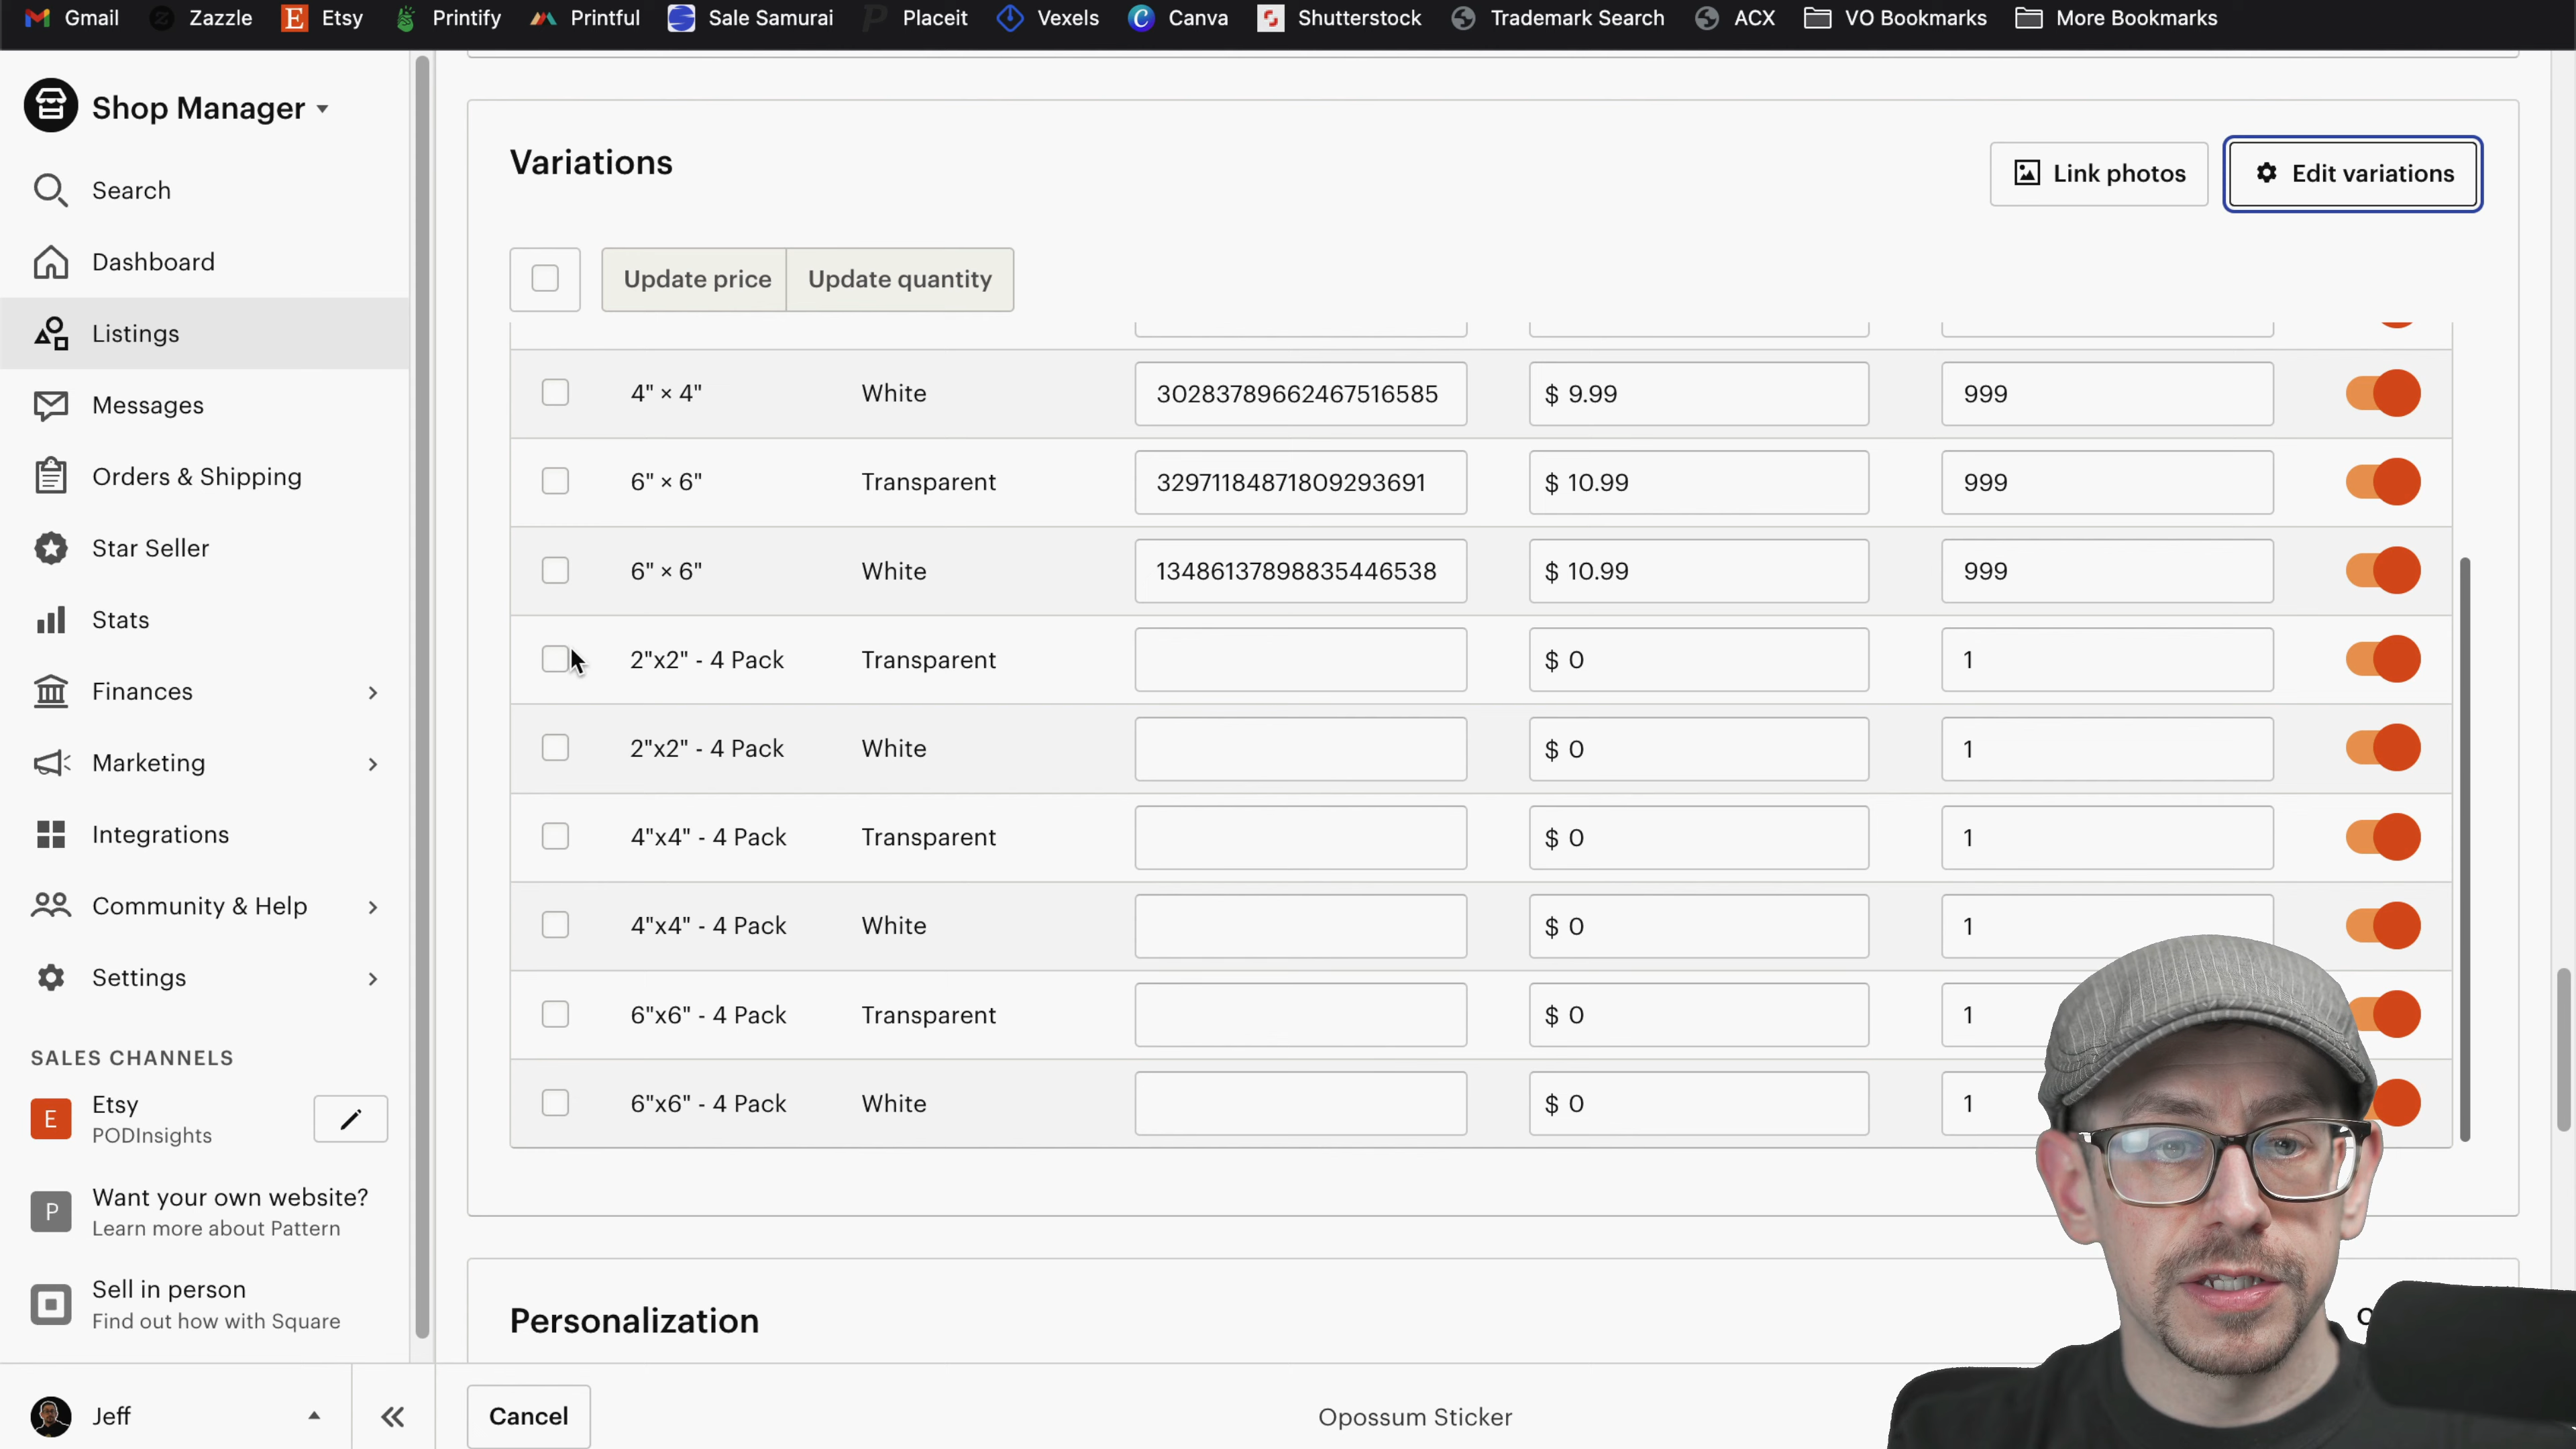 Gmail Zazzle Etsy Printify Printful Sale Samurai Placeit Vexels Canva Shutterstock Trademark Search ACX VO Bookmarks More Bookmarks
Shop Manager
Search
Dashboard
Listings
Messages
Orders & Shipping
Star Seller
Stats
Finances
Marketing
Integrations
Community & Help
Settings
SALES CHANNELS
E Etsy
PODInsights
P Want your own website?
Learn more about Pattern
Sell in person
Find out how with Square
Jeff
Variations
Link photos Edit variations
Update price Update quantity
4" × 4" White 30283789662467516585 $ 9.99 999
6" × 6" Transparent 32971184871809293691 $ 10.99 999
6" × 6" White 13486137898835446538 $ 10.99 999
2"x2" - 4 Pack Transparent $ 0 1
2"x2" - 4 Pack White $ 0 1
4"x4" - 4 Pack Transparent $ 0 1
4"x4" - 4 Pack White $ 0 1
6"x6" - 4 Pack Transparent $ 0 1
6"x6" - 4 Pack White $ 0 1
Personalization
Cancel Opossum Sticker